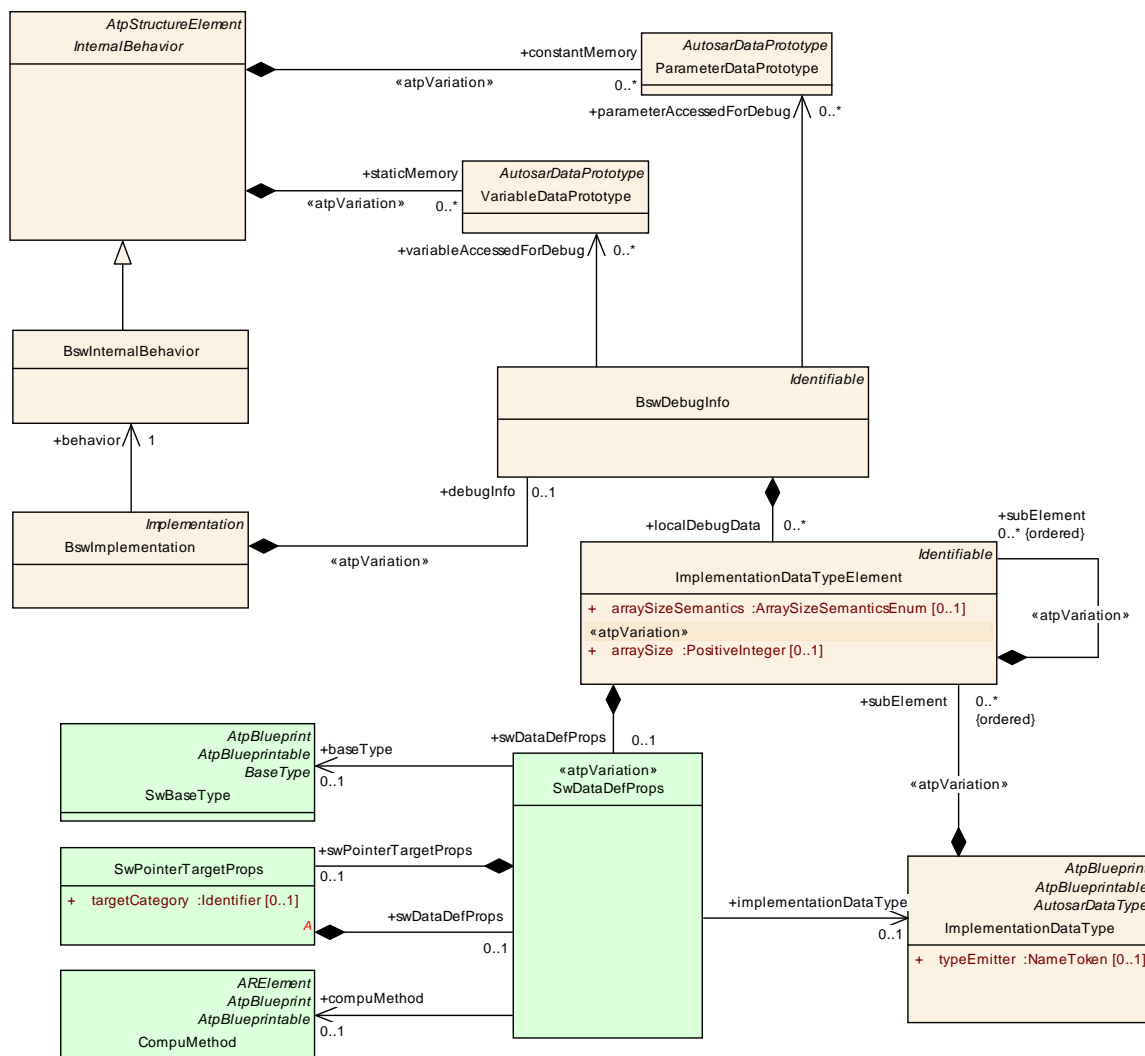 AtpStructureElement
InternalBehavior
+constantMemory
«atpVariation»
0..*
AutosarDataPrototype
ParameterDataPrototype
+parameterAccessedForDebug
0..*
+staticMemory
«atpVariation»
0..*
AutosarDataPrototype
VariableDataPrototype
+variableAccessedForDebug
0..*
BswInternalBehavior
Identifiable
BswDebugInfo
+behavior
1
+debugInfo
0..1
Implementation
BswImplementation
«atpVariation»
+localDebugData
0..*
+subElement
0..* {ordered}
Identifiable
ImplementationDataTypeElement
+ arraySizeSemantics :ArraySizeSemanticsEnum [0..1]
«atpVariation»
+ arraySize :PositiveInteger [0..1]
«atpVariation»
+subElement
0..*
{ordered}
+swDataDefProps
0..1
AtpBlueprint
AtpBlueprintable
BaseType
SwBaseType
+baseType
0..1
«atpVariation»
SwDataDefProps
«atpVariation»
SwPointerTargetProps
+ targetCategory :Identifier [0..1]
A
+swPointerTargetProps
0..1
+swDataDefProps
0..1
+implementationDataType
0..1
AtpBlueprint
AtpBlueprintable
AutosarDataType
ImplementationDataType
+ typeEmitter :NameToken [0..1]
ARElement
AtpBlueprint
AtpBlueprintable
CompuMethod
+compuMethod
0..1